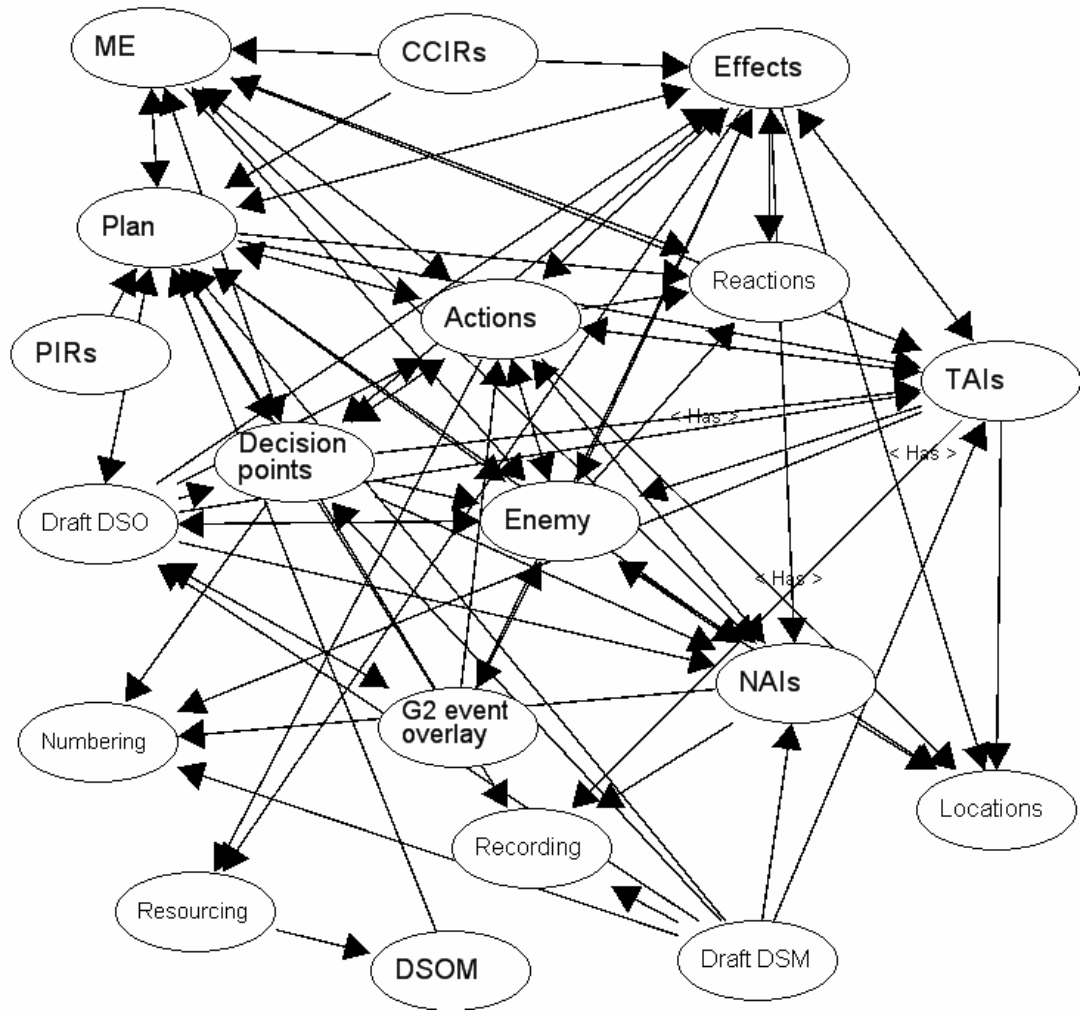 ME
CCIRs
Effects
Plan
Reactions
Actions
PIRs
TAIs
< Has >
Decision
points
< Has >
Draft DSO
Enemy
< Has >
NAIs
G2 event
overlay
Numbering
Locations
Recording
Resourcing
DSOM
Draft DSM